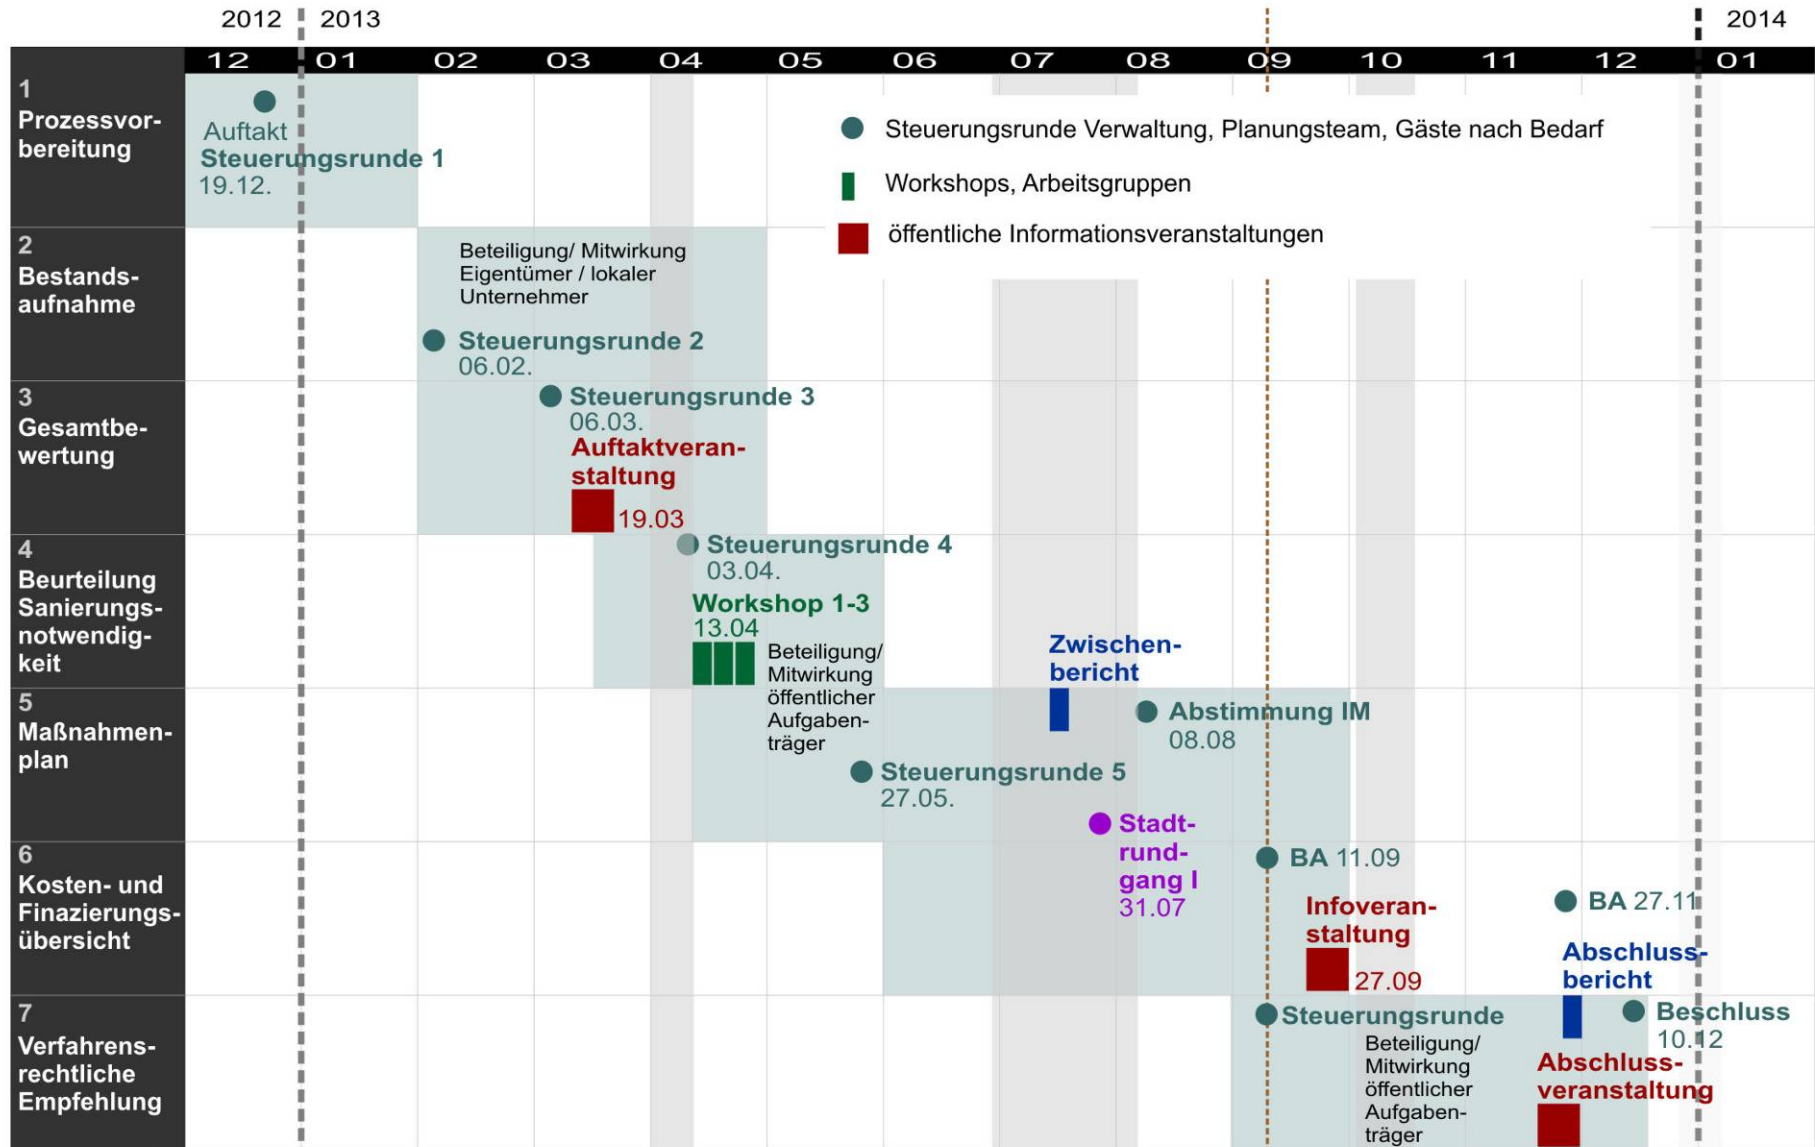 2012 2013 2014
12 01 02 03 04 05 06 07 08 09 10 11 12 01
1
Prozessvor-
bereitung
Auftakt
Steuerungsrunde 1
19.12.
Steuerungsrunde Verwaltung, Planungsteam, Gäste nach Bedarf
Workshops, Arbeitsgruppen
öffentliche Informationsveranstaltungen
2
Bestands-
aufnahme
Beteiligung/ Mitwirkung
Eigentümer / lokaler
Unternehmer
Steuerungsrunde 2
06.02.
3
Gesamtbe-
wertung
Steuerungsrunde 3
06.03.
Auftaktveran-
staltung
19.03
4
Beurteilung
Sanierungs-
notwendig-
keit
Steuerungsrunde 4
03.04.
Workshop 1-3
13.04
Beteiligung/
Mitwirkung
öffentlicher
Aufgaben-
träger
Zwischen-
bericht
5
Maßnahmen-
plan
Abstimmung IM
08.08
Steuerungsrunde 5
27.05.
Stadt-
rund-
gang I
31.07
6
Kosten- und
Finazierungs-
übersicht
BA 11.09
Infoveran-
staltung
27.09
BA 27.11
Abschluss-
bericht
7
Verfahrens-
rechtliche
Empfehlung
Steuerungsrunde
Beteiligung/
Mitwirkung
öffentlicher
Aufgaben-
träger
Beschluss
10.12
Abschluss-
veranstaltung